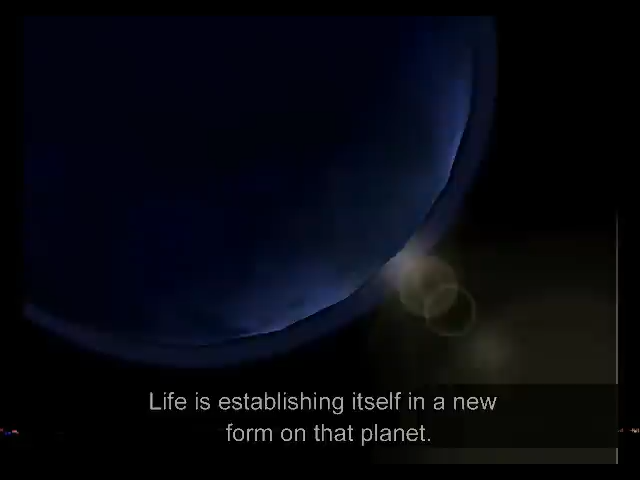 Life is establishing itself in a new
form on that planet.